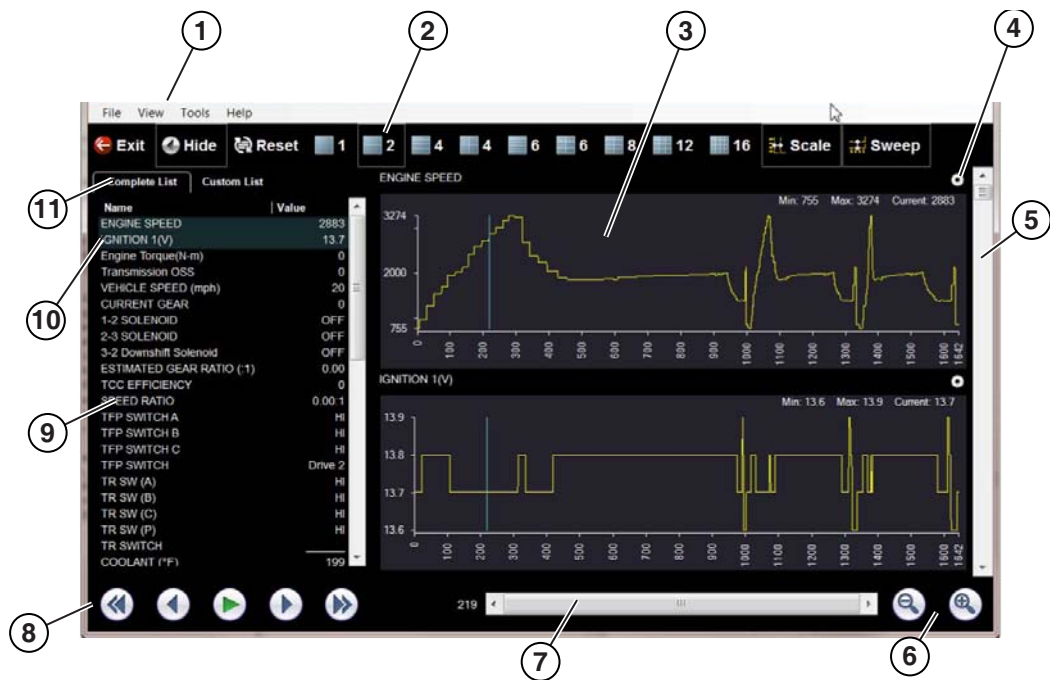 1
2
3
4
File View Tools Help
Exit Hide Reset 1 2 4 4 6 6 8 12 16 Scale Sweep
Complete List Custom List
11
Name Value
ENGINE SPEED 2883
IGNITION 1(V) 13.7
Engine Torque(N-m) 0
Transmission OSS 0
VEHICLE SPEED (mph) 20
CURRENT GEAR 0
1-2 SOLENOID OFF
2-3 SOLENOID OFF
3-2 Downshift Solenoid OFF
ESTIMATED GEAR RATIO (:1) 0.00
TCC EFFICIENCY 0
SPEED RATIO 0.00:1
TFP SWITCH A HI
TFP SWITCH B HI
TFP SWITCH C HI
TFP SWITCH Drive 2
TR SW (A) HI
TR SW (B) HI
TR SW (C) HI
TR SW (P) HI
TR SWITCH
COOLANT (°F) 199
10
9
ENGINE SPEED
Min: 755 Max: 3274 Current: 2883
3274
2000
755
0 100 200 300 400 500 600 700 800 900 1000 1100 1200 1300 1400 1500 1600 1642
5
IGNITION 1(V)
Min: 13.6 Max: 13.9 Current: 13.7
13.9
13.8
13.7
13.6
0 100 200 300 400 500 600 700 800 900 1000 1100 1200 1300 1400 1500 1600 1642
219
8
7
6